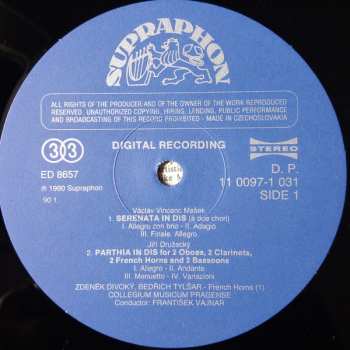 SUPRAPHON
ALL RIGHTS OF THE PRODUCER AND OF THE OWNER OF THE WORK REPRODUCED
RESERVED. UNAUTHORIZED COPYING, HIRING, LENDING, PUBLIC PERFORMANCE
AND BROADCASTING OF THIS RECORD PROHIBITED - MADE IN CZECHOSLOVAKIA
33
DIGITAL RECORDING
STEREO
ED 8657
℗ 1990 Supraphon
90 1
D. P.
11 0097-1 031
SIDE 1
Václav Vincenc Mašek
1. SERENATA IN DIS (a due chori)
I. Allegro con brio - II. Adagio
III. Finale. Allegro
Jiří Družecký
2. PARTHIA IN DIS for 2 Oboes, 2 Clarinets,
2 French Horns and 2 Bassoons
I. Allegro - II. Andante
III. Menuetto - IV. Variazioni
ZDENĚK DIVOKÝ, BEDŘICH TYLŠAR - French Horns (1)
COLLEGIUM MUSICUM PRAGENSE
Conductor: FRANTIŠEK VAJNAR